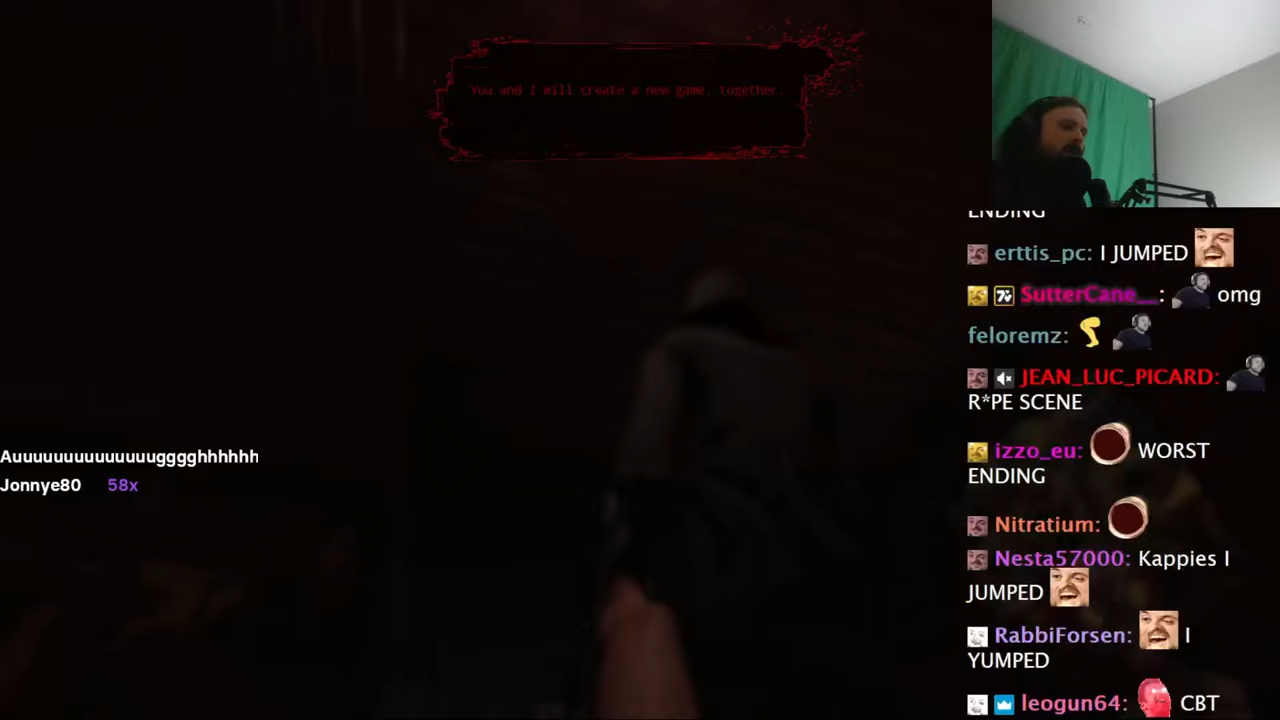 You and I will create a new game, together.
ENDING
erttis_pc: I JUMPED
SutterCane__: omg
feloremz:
JEAN_LUC_PICARD:
R*PE SCENE
izzo_eu: WORST
ENDING
Nitratium:
Nesta57000: Kappies I
JUMPED
RabbiForsen: I
YUMPED
leogun64: CBT
Auuuuuuuuuuuuuggggghhhhhh
Jonnye80 58x